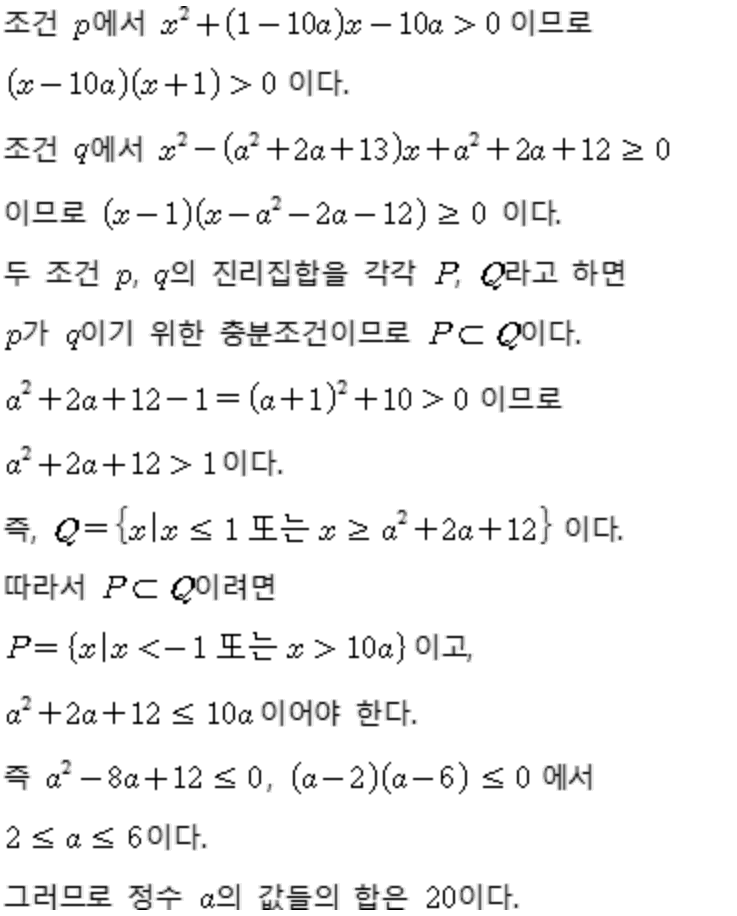 조건 p에서 x²+(1−10a)x−10a>0 이므로
(x−10a)(x+1)>0 이다.
조건 q에서 x²−(a²+2a+13)x+a²+2a+12 ≥ 0
이므로 (x−1)(x−a²−2a−12) ≥ 0 이다.
두 조건 p, q의 진리집합을 각각 P, Q라고 하면
p가 q이기 위한 충분조건이므로 P⊂Q이다.
a²+2a+12−1=(a+1)²+10>0 이므로
a²+2a+12>1이다.
즉, Q={x|x ≤ 1 또는 x ≥ a²+2a+12} 이다.
따라서 P⊂Q이려면
P={x|x<−1 또는 x>10a}이고,
a²+2a+12 ≤ 10a이어야 한다.
즉 a²−8a+12 ≤ 0, (a−2)(a−6) ≤ 0 에서
2 ≤ a ≤ 6이다.
그러므로 정수 a의 값들의 합은 20이다.